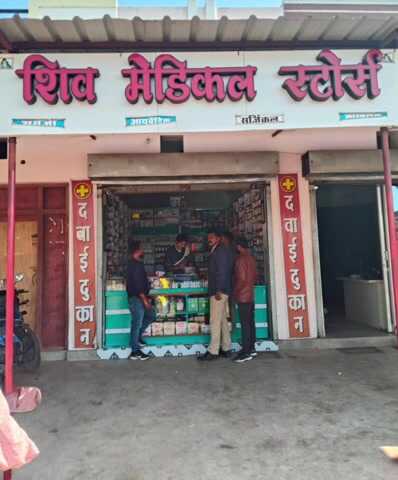 शिव मेडिकल स्टोर्स
आयुर्वेदिक
सर्जिकल
दवाई दुकान
दवाई दुकान